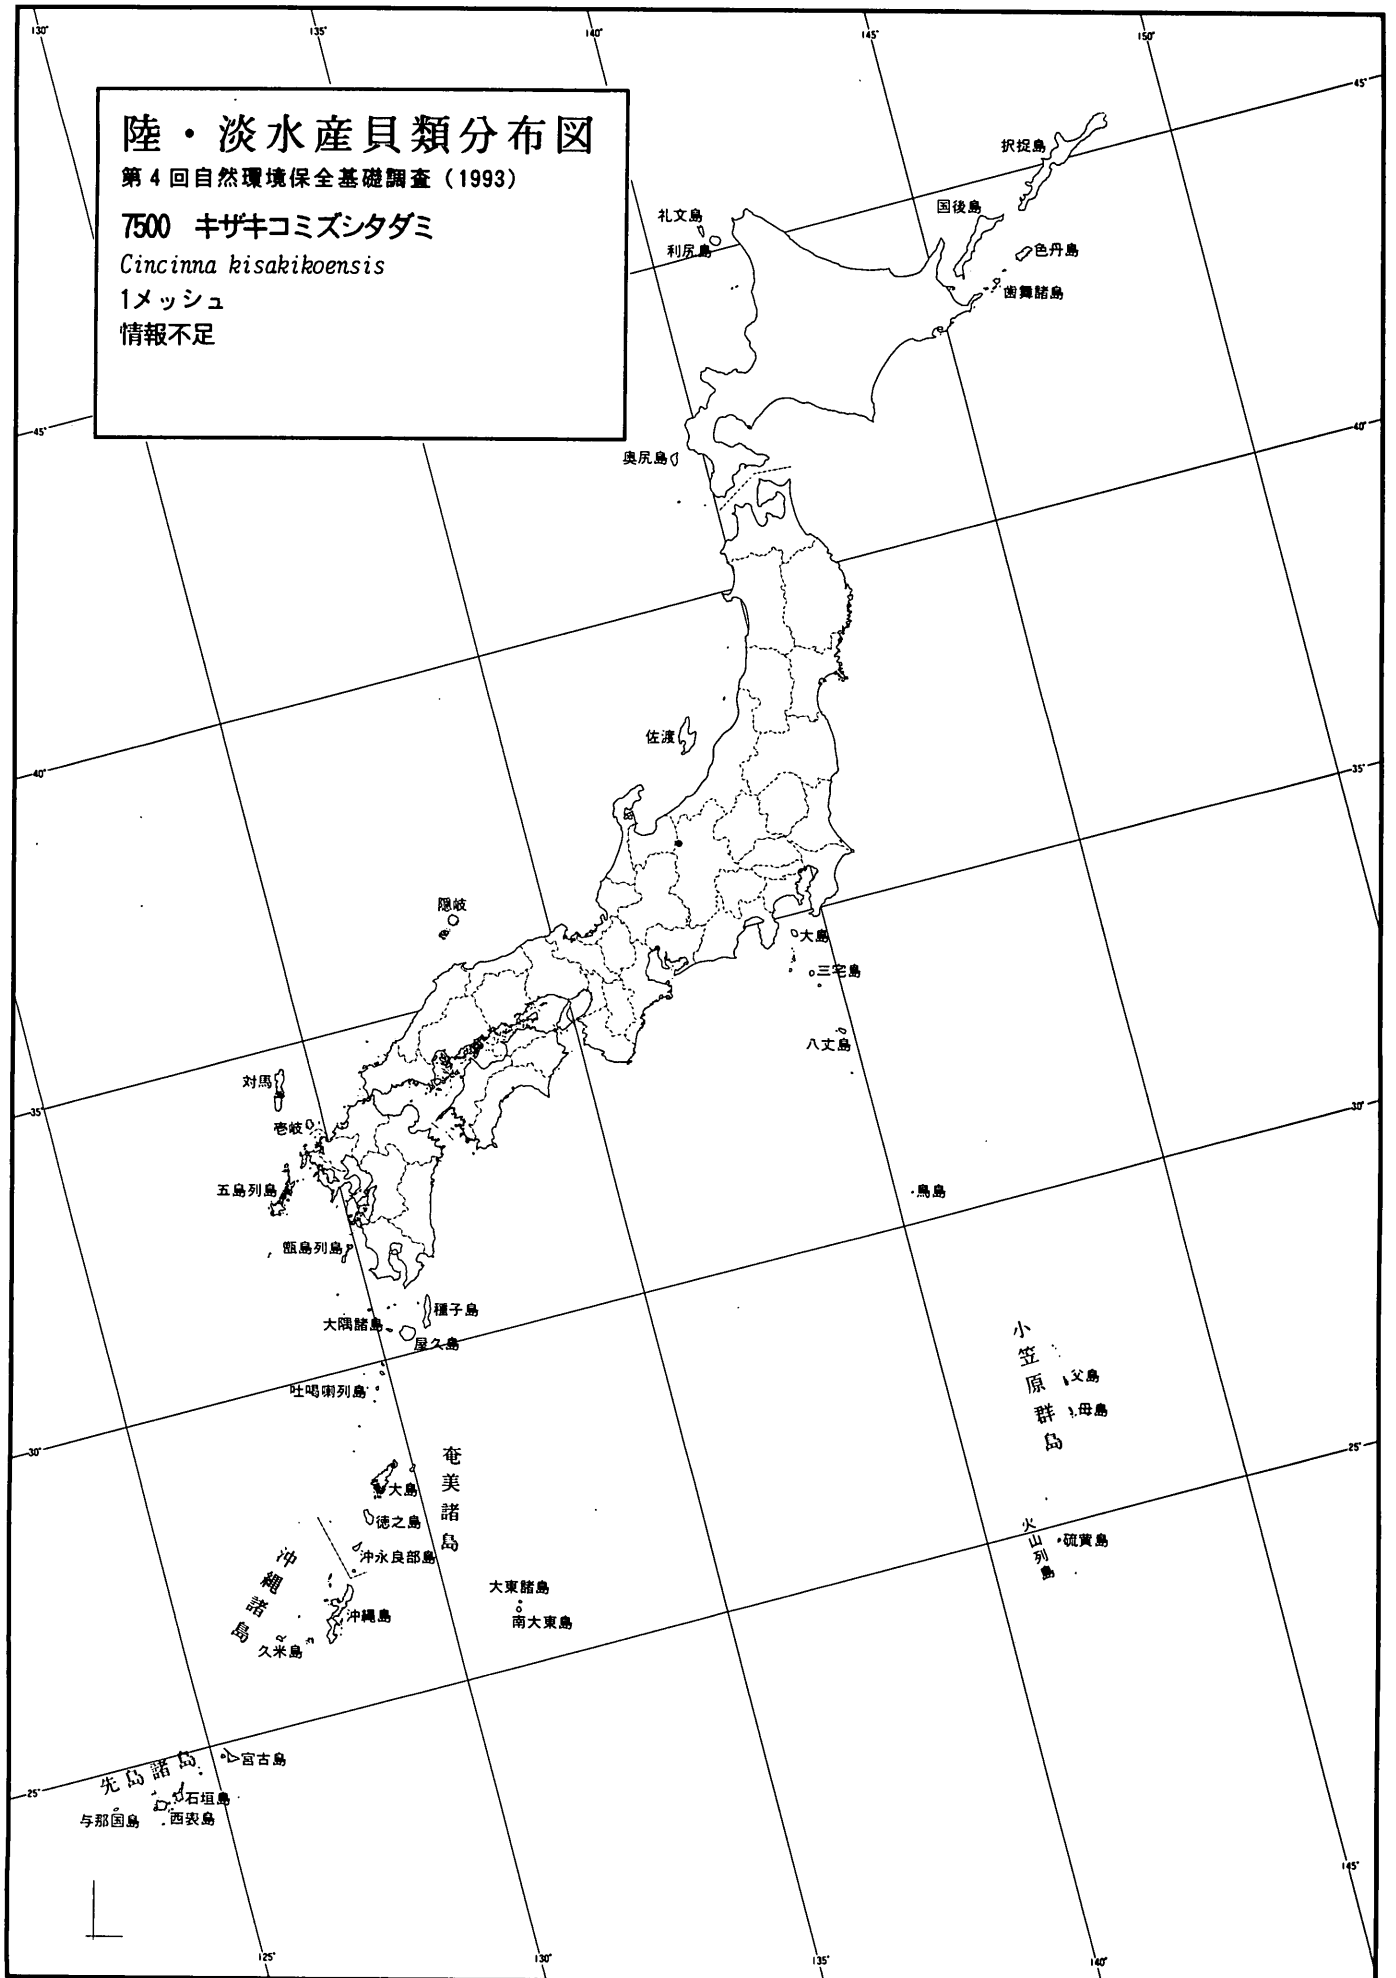 130°
135°
140°
145°
150°
陸・淡水産貝類分布図
第4回自然環境保全基礎調査（1993）
7500 キザキコミズシタダミ
Cincinna kisakikoensis
1メッシュ
情報不足
45°
択捉島
国後島
礼文島
利尻島
色丹島
歯舞諸島
45°
40°
奥尻島
佐渡
40°
35°
隠岐
大島
三宅島
八丈島
対馬
35°
壱岐
30°
五島列島
鳥島
甑島列島
種子島
大隅諸島
屋久島
吐噶喇列島
小笠原群島
父島
母島
30°
25°
奄美諸島
大島
徳之島
沖永良部島
沖縄諸島
沖縄島
久米島
大東諸島
南大東島
火山列島
硫黄島
先島諸島
宮古島
25°
石垣島
与那国島
西表島
145°
125°
130°
135°
140°